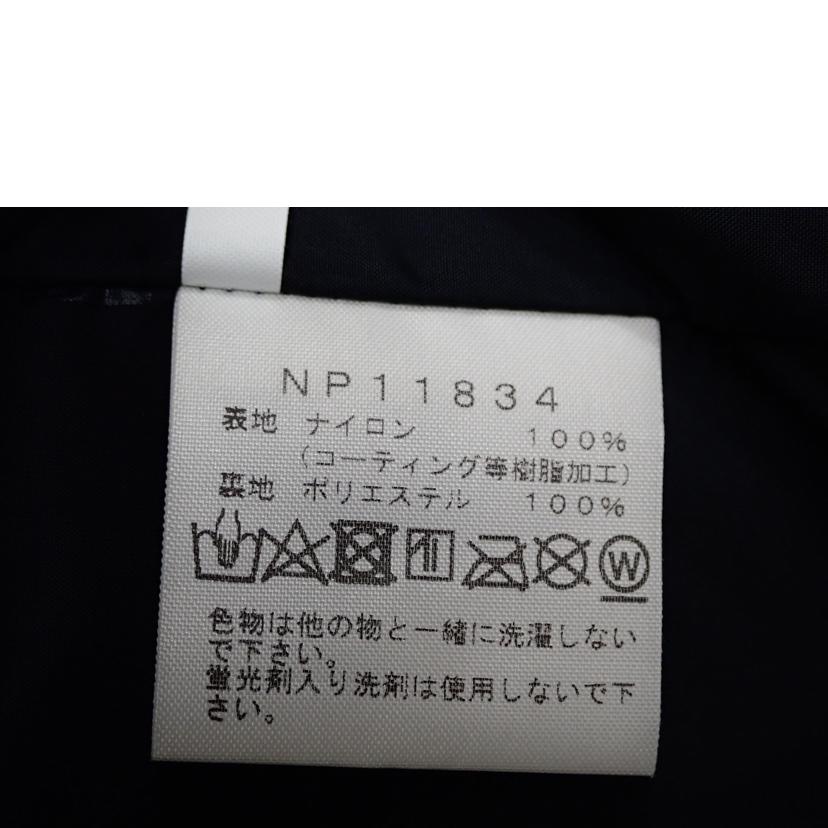 NP11834
表地 ナイロン 100%
(コーティング等樹脂加工)
裏地 ポリエステル 100%
W
色物は他の物と一緒に洗濯しない
で下さい。
蛍光剤入り洗剤は使用しないで下
さい。